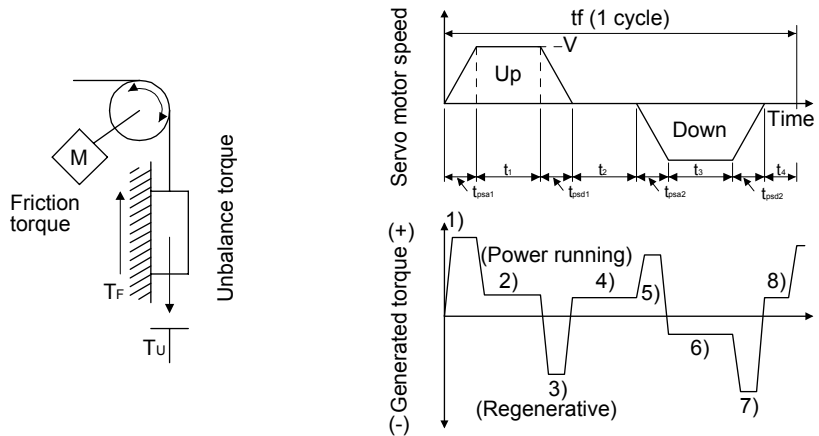 M
Friction
torque
TF
TU
Unbalance torque
tf (1 cycle)
V
Up
Time
Down
Servo motor speed
tpsa1
t1
tpsd1
t2
tpsa2
t3
tpsd2
t4
(+)
1)
(Power running)
2)
4)
8)
5)
6)
3)
7)
(Regenerative)
(-)
Generated torque